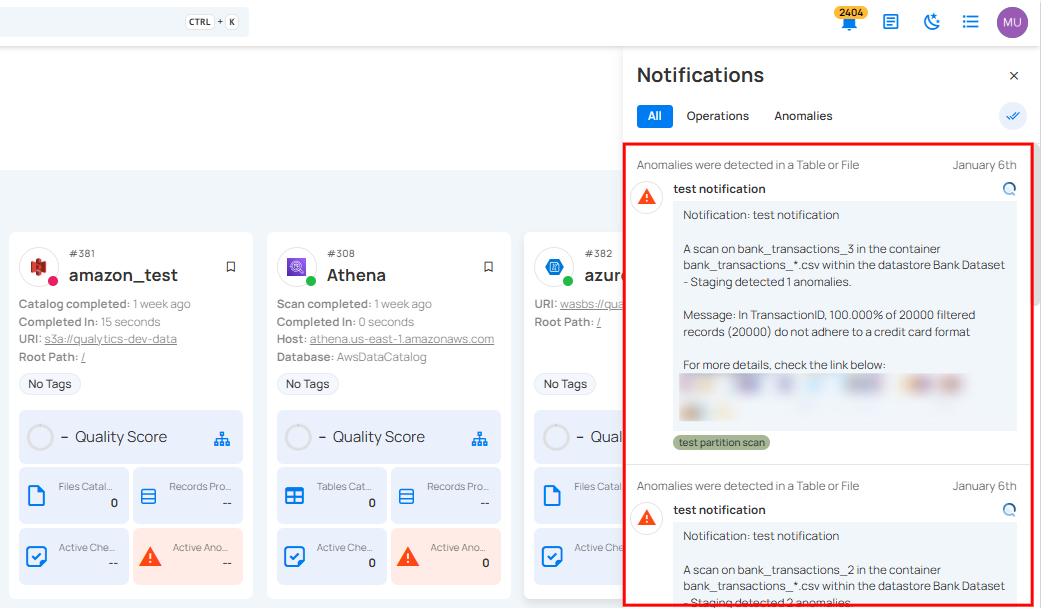 CTRL + K
2404
MU
Notifications
All Operations Anomalies
Anomalies were detected in a Table or File January 6th
test notification
Notification: test notification
A scan on bank_transactions_3 in the container
bank_transactions_*.csv within the datastore Bank Dataset
- Staging detected 1 anomalies.
Message: In TransactionID, 100.000% of 20000 filtered
records (20000) do not adhere to a credit card format
For more details, check the link below:
test partition scan
Anomalies were detected in a Table or File January 6th
test notification
Notification: test notification
A scan on bank_transactions_2 in the container
bank_transactions_*.csv within the datastore Bank Dataset
- Staging detected 2 anomalies.
#381
amazon_test
Catalog completed: 1 week ago
Completed In: 15 seconds
URI: s3a://qualytics-dev-data
Root Path: /
No Tags
– Quality Score
Files Catal... 0
Records Pro... --
Active Che... --
Active Ano... --
#308
Athena
Scan completed: 1 week ago
Completed In: 0 seconds
Host: athena.us-east-1.amazonaws.com
Database: AwsDataCatalog
No Tags
– Quality Score
Tables Cat... 0
Records Pro... --
Active Che... 0
Active Ano... 0
#382
azure
URI: wasbs://qua
Root Path: /
No Tags
– Qual
Files Catal
Active Che